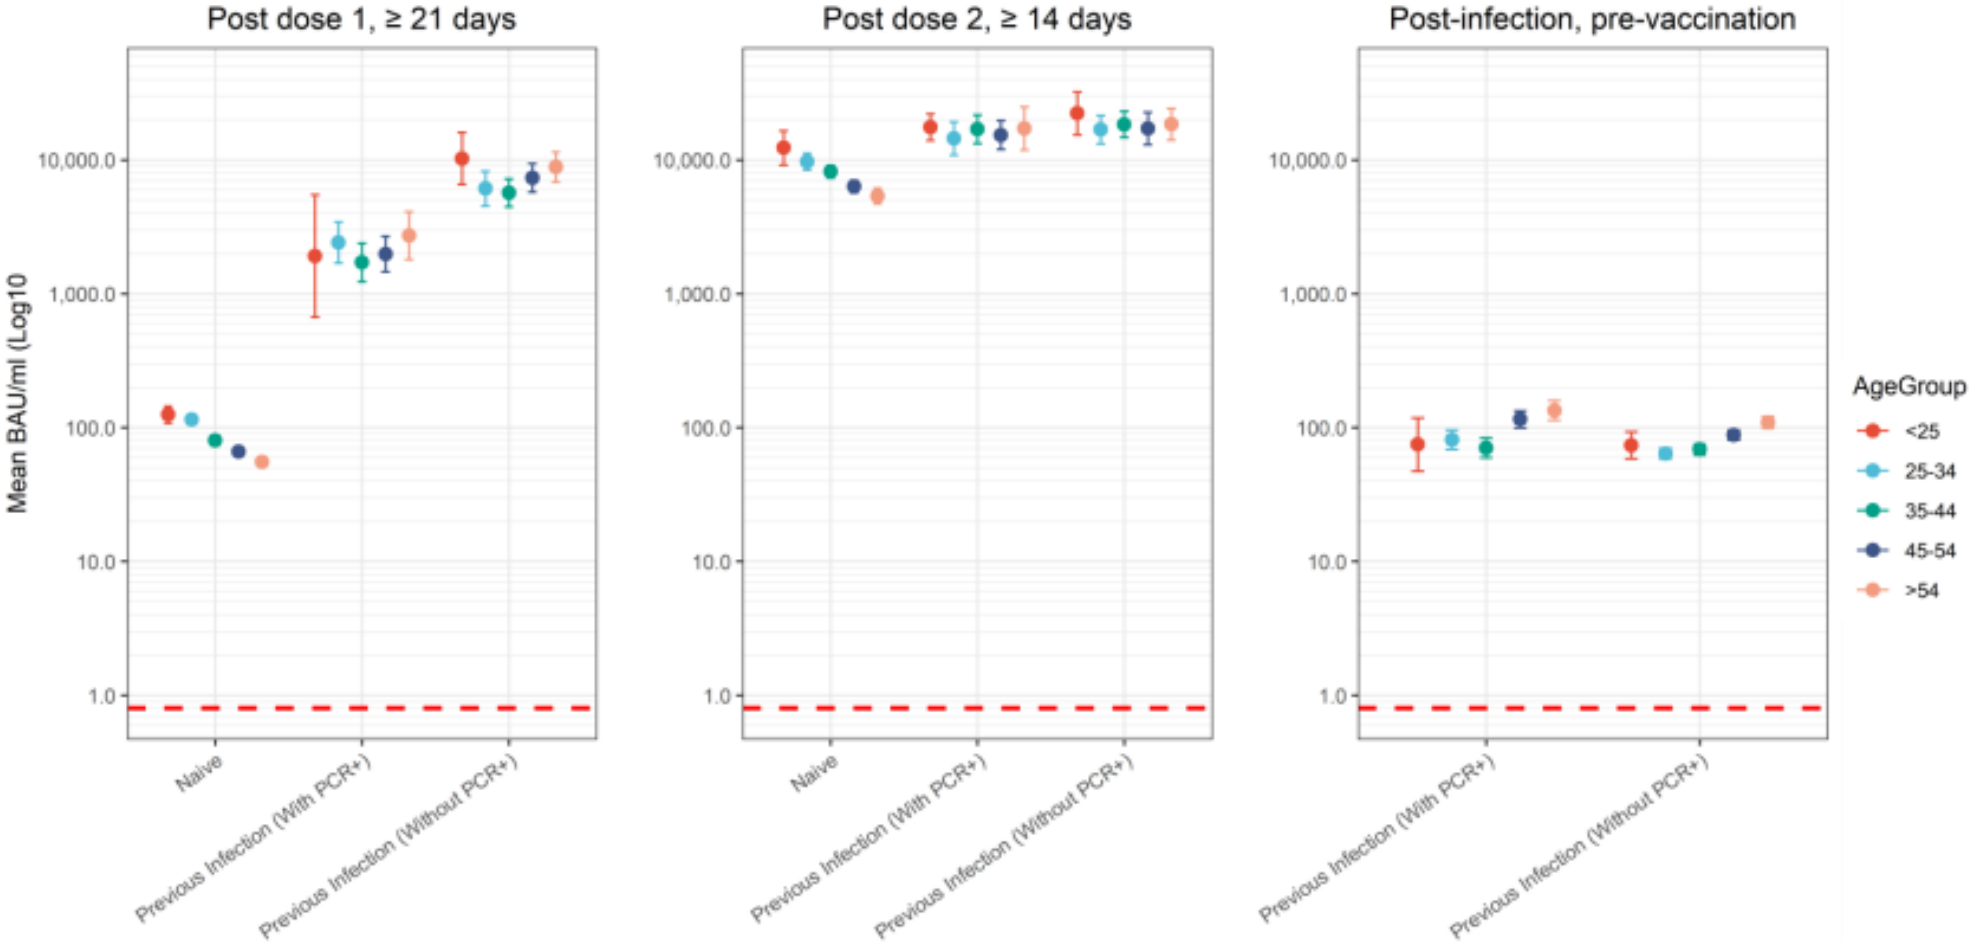 Post dose 1, ≥ 21 days
Post dose 2, ≥ 14 days
Post-infection, pre-vaccination
Mean BAU/ml (Log10
10,000.0
1,000.0
100.0
10.0
1.0
10,000.0
1,000.0
100.0
10.0
1.0
10,000.0
1,000.0
100.0
10.0
1.0
Naive
Previous Infection (With PCR+)
Previous Infection (Without PCR+)
Naive
Previous Infection (With PCR+)
Previous Infection (Without PCR+)
Previous Infection (With PCR+)
Previous Infection (Without PCR+)
AgeGroup
<25
25-34
35-44
45-54
>54